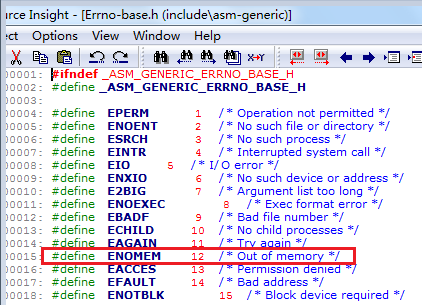 urce Insight - [Errno-base.h (include\asm-generic)]
ect Options View Window Help
00001: #ifndef _ASM_GENERIC_ERRNO_BASE_H
00002: #define _ASM_GENERIC_ERRNO_BASE_H
00003:
00004: #define EPERM 1 /* Operation not permitted */
00005: #define ENOENT 2 /* No such file or directory */
00006: #define ESRCH 3 /* No such process */
00007: #define EINTR 4 /* Interrupted system call */
00008: #define EIO 5 /* I/O error */
00009: #define ENXIO 6 /* No such device or address */
00010: #define E2BIG 7 /* Argument list too long */
00011: #define ENOEXEC 8 /* Exec format error */
00012: #define EBADF 9 /* Bad file number */
00013: #define ECHILD 10 /* No child processes */
00014: #define EAGAIN 11 /* Try again */
00015: #define ENOMEM 12 /* Out of memory */
00016: #define EACCES 13 /* Permission denied */
00017: #define EFAULT 14 /* Bad address */
00018: #define ENOTBLK 15 /* Block device required */